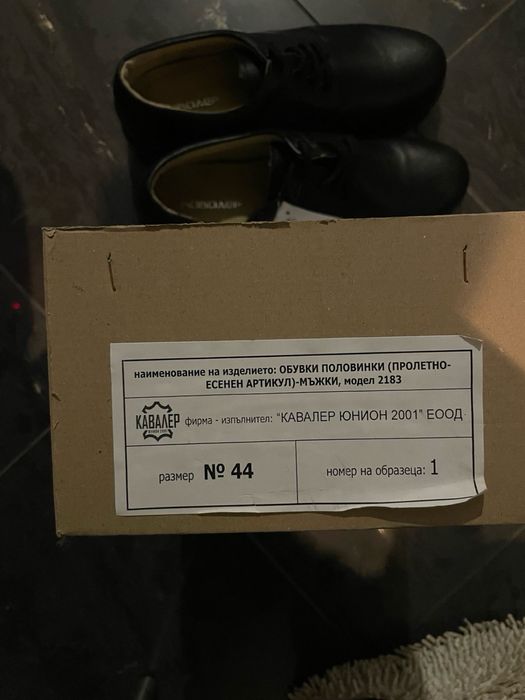 наименование на изделието: ОБУВКИ ПОЛОВИНКИ (ПРОЛЕТНО-
ЕСЕНЕН АРТИКУЛ)-МЪЖКИ, модел 2183
КАВАЛЕР
фирма - изпълнител: "КАВАЛЕР ЮНИОН 2001" ЕООД
размер № 44
номер на образеца: 1